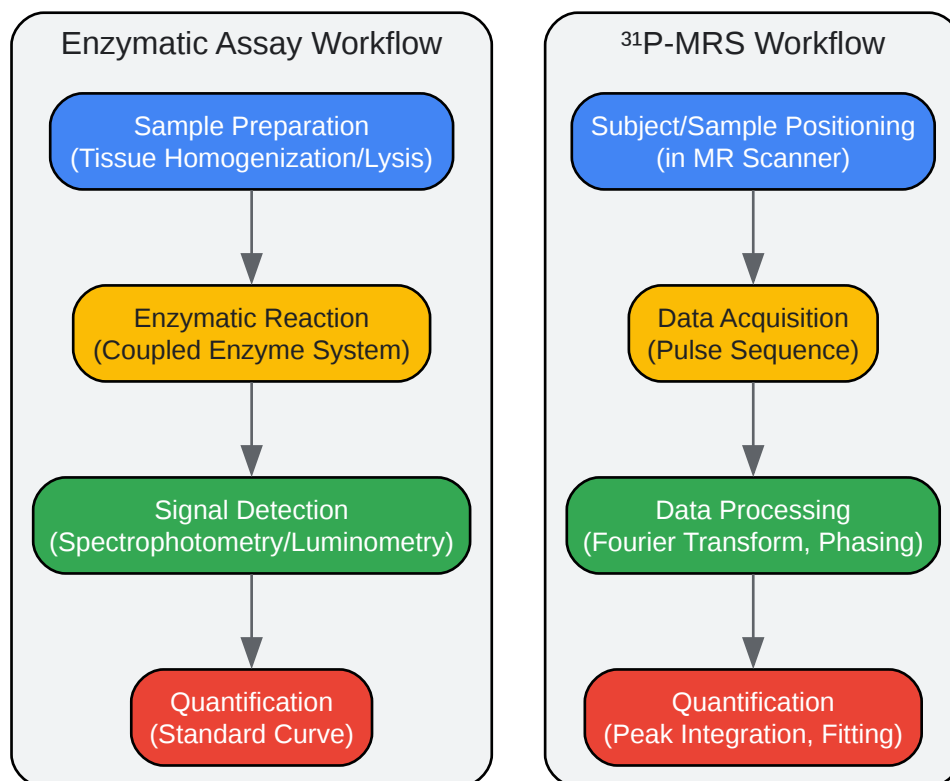 Enzymatic Assay Workflow
Sample Preparation
(Tissue Homogenization/Lysis)
Enzymatic Reaction
(Coupled Enzyme System)
Signal Detection
(Spectrophotometry/Luminometry)
Quantification
(Standard Curve)
³¹P-MRS Workflow
Subject/Sample Positioning
(in MR Scanner)
Data Acquisition
(Pulse Sequence)
Data Processing
(Fourier Transform, Phasing)
Quantification
(Peak Integration, Fitting)